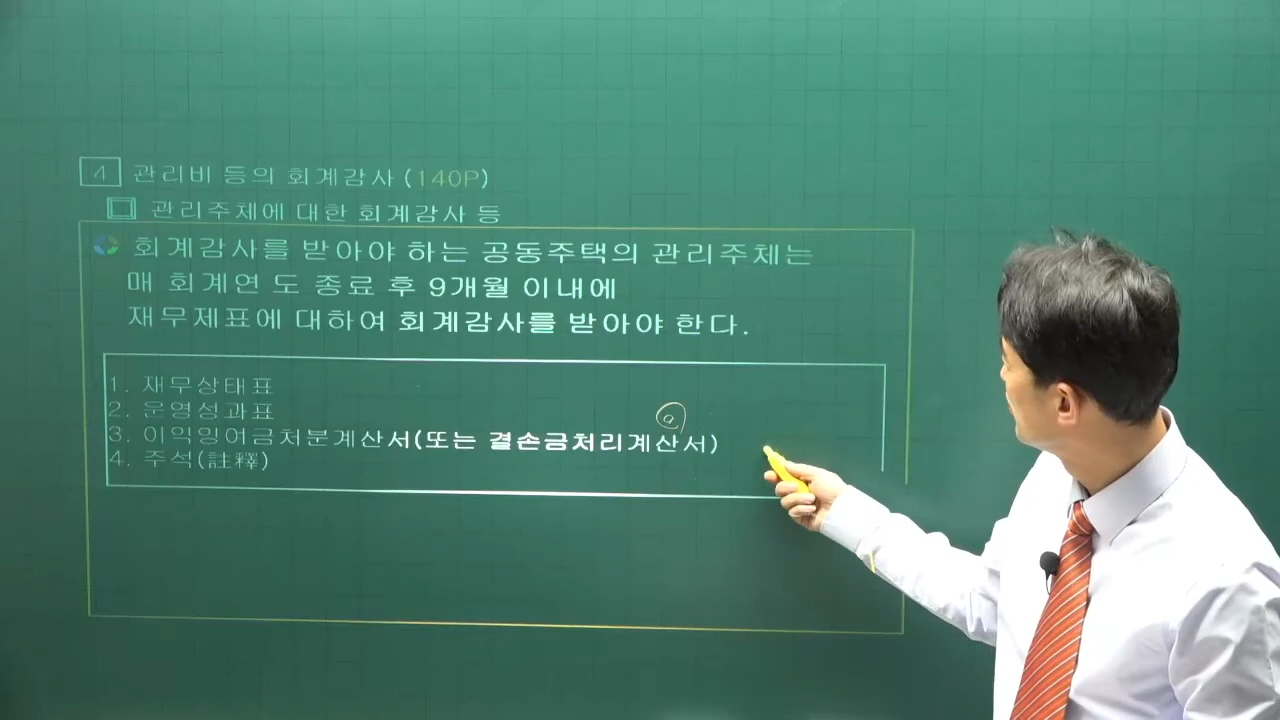 4 관리비 등의 회계감사 (140P)
관리주체에 대한 회계감사 등
회계감사를 받아야 하는 공동주택의 관리주체는
매 회계연 도 종료 후 9개월 이내에
재무제표에 대하여 회계감사를 받아야 한다.
1. 재무상태표
2. 운영성과표
a
3. 이익잉여금처분계산서(또는 결손금처리계산서)
4. 주석(註釋)